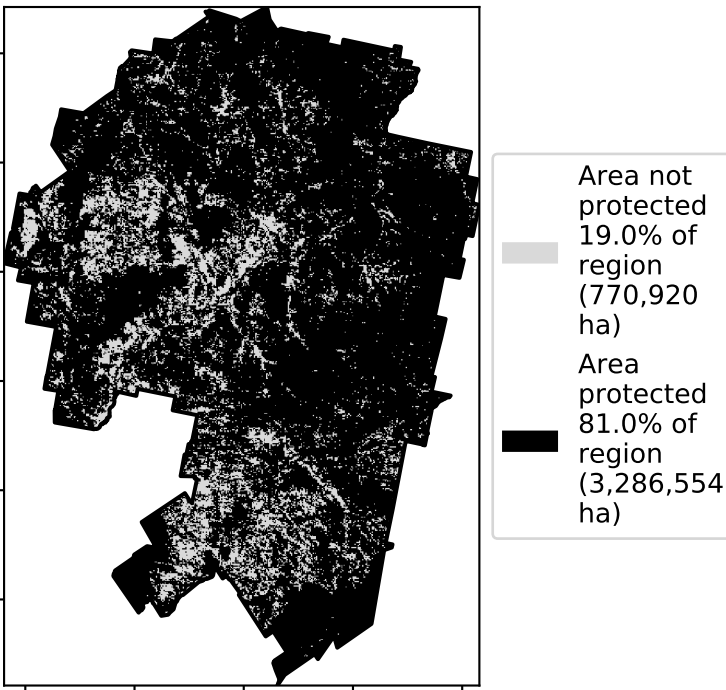 Area not
protected
19.0% of
region
(770,920
ha)
Area
protected
81.0% of
region
(3,286,554
ha)